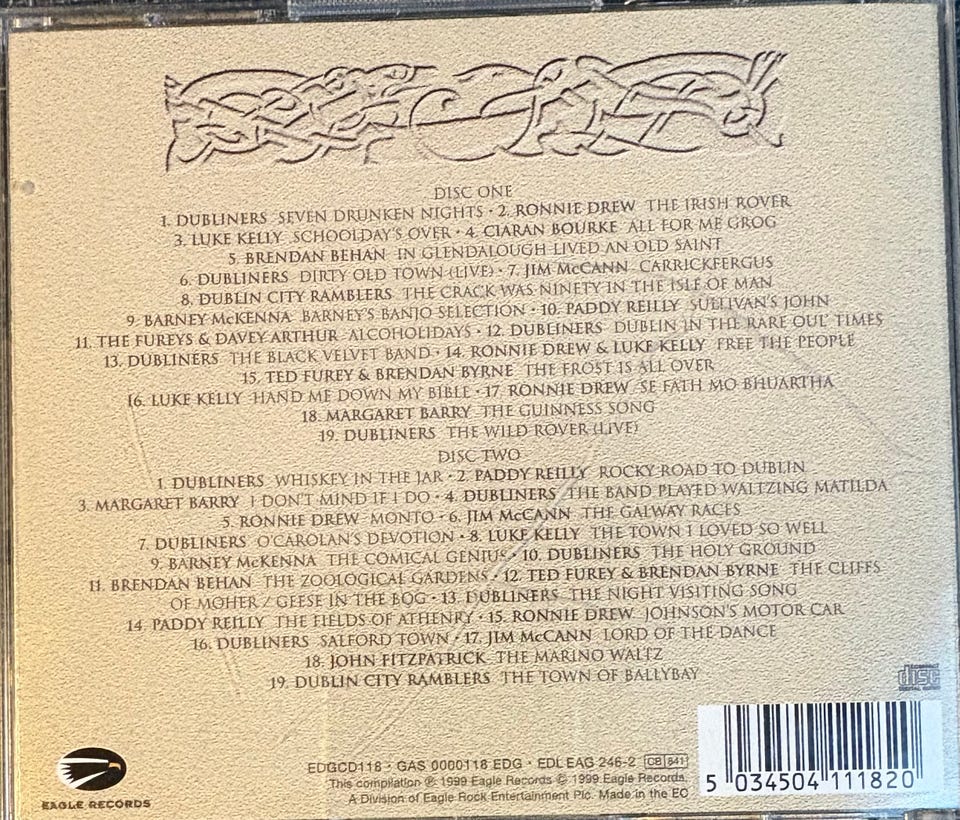 DISC ONE
1. DUBLINERS SEVEN DRUNKEN NIGHTS • 2. RONNIE DREW THE IRISH ROVER
3. LUKE KELLY SCHOOLDAY'S OVER • 4. CIARAN BOURKE ALL FOR ME GROG
5. BRENDAN BEHAN IN GLENDALOUGH LIVED AN OLD SAINT
6. DUBLINERS DIRTY OLD TOWN (LIVE) • 7. JIM McCANN CARRICKFERGUS
8. DUBLIN CITY RAMBLERS THE CRACK WAS NINETY IN THE ISLE OF MAN
9. BARNEY McKENNA BARNEY'S BANJO SELECTION • 10. PADDY REILLY SULLIVAN'S JOHN
11. THE FUREYS & DAVEY ARTHUR ALCOHOLIDAYS • 12. DUBLINERS DUBLIN IN THE RARE OUL' TIMES
13. DUBLINERS THE BLACK VELVET BAND • 14. RONNIE DREW & LUKE KELLY FREE THE PEOPLE
15. TED FUREY & BRENDAN BYRNE THE FROST IS ALL OVER
16. LUKE KELLY HAND ME DOWN MY BIBLE • 17. RONNIE DREW SE FATH MO BHUARTHA
18. MARGARET BARRY THE GUINNESS SONG
19. DUBLINERS THE WILD ROVER (LIVE)
DISC TWO
1. DUBLINERS WHISKEY IN THE JAR • 2. PADDY REILLY ROCKY ROAD TO DUBLIN
3. MARGARET BARRY I DON'T MIND IF I DO • 4. DUBLINERS THE BAND PLAYED WALTZING MATILDA
5. RONNIE DREW MONTO • 6. JIM McCANN THE GALWAY RACES
7. DUBLINERS O'CAROLAN'S DEVOTION • 8. LUKE KELLY THE TOWN I LOVED SO WELL
9. BARNEY McKENNA THE COMICAL GENIUS • 10. DUBLINERS THE HOLY GROUND
11. BRENDAN BEHAN THE ZOOLOGICAL GARDENS • 12. TED FUREY & BRENDAN BYRNE THE CLIFFS
OF MOHER / GEESE IN THE BOG • 13. DUBLINERS THE NIGHT VISITING SONG
14. PADDY REILLY THE FIELDS OF ATHENRY • 15. RONNIE DREW JOHNSON'S MOTOR CAR
16. DUBLINERS SALFORD TOWN • 17. JIM McCANN LORD OF THE DANCE
18. JOHN FITZPATRICK THE MARINO WALTZ
19. DUBLIN CITY RAMBLERS THE TOWN OF BALLYBAY
COMPACT
disc
DIGITAL AUDIO
EAGLE RECORDS
EDGCD118 • GAS 0000118 EDG • EDL EAG 246-2 CB 841
This compilation ℗ 1999 Eagle Records © 1999 Eagle Records.
A Division of Eagle Rock Entertainment Plc. Made in the EC
5 034504 111820